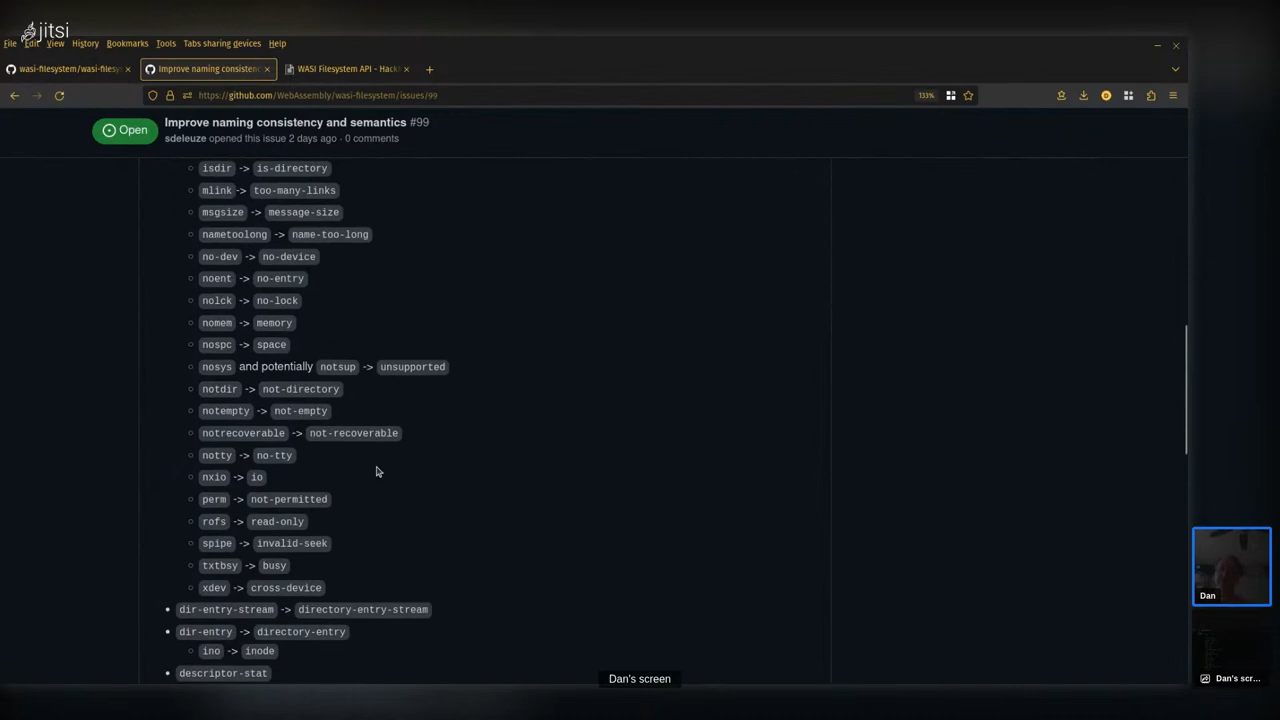 jitsi
File Edit View History Bookmarks Tools Tabs sharing devices Help
wasi-filesystem/wasi-filesy Improve naming consistenc WASI Filesystem API - Hack
https://github.com/WebAssembly/wasi-filesystem/issues/99 133%
Open Improve naming consistency and semantics #99
sdeleuze opened this issue 2 days ago · 0 comments
isdir -> is-directory
mlink -> too-many-links
msgsize -> message-size
nametoolong -> name-too-long
no-dev -> no-device
noent -> no-entry
nolck -> no-lock
nomem -> memory
nospc -> space
nosys and potentially notsup -> unsupported
notdir -> not-directory
notempty -> not-empty
notrecoverable -> not-recoverable
notty -> no-tty
nxio -> io
perm -> not-permitted
rofs -> read-only
spipe -> invalid-seek
txtbsy -> busy
xdev -> cross-device
dir-entry-stream -> directory-entry-stream
dir-entry -> directory-entry
ino -> inode
descriptor-stat
Dan
Dan's screen
Dan's scr...